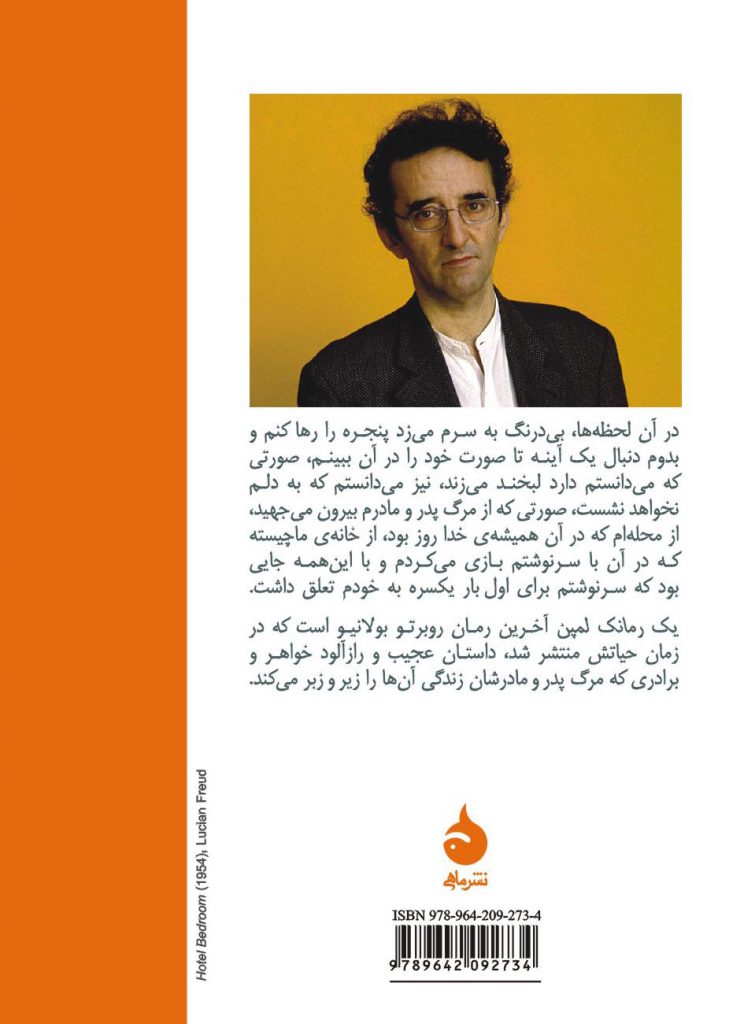 در آن لحظه‌ها، بی‌درنگ به سرم می‌زد پنجره را رها کنم و
بدوم دنبال یک آینه تا صورت خود را در آن ببینم، صورتی
که می‌دانستم دارد لبخند می‌زند، نیز می‌دانستم که به دلم
نخواهد نشست، صورتی که از مرگ پدر و مادرم بیرون می‌جهید،
از محله‌ام که در آن همیشه‌ی خدا روز بود، از خانه‌ی ماچیسته
که در آن با سرنوشتم بازی می‌کردم و با این‌همه جایی
بود که سرنوشتم برای اول بار یکسره به خودم تعلق داشت.
یک رمانک لمپن آخرین رمان روبرتو بولانیو است که در
زمان حیاتش منتشر شد، داستان عجیب و رازآلود خواهر و
برادری که مرگ پدر و مادرشان زندگی آن‌ها را زیر و زبر می‌کند.
Hotel Bedroom (1954), Lucian Freud
نشرماهی
ISBN 978-964-209-273-4
9 789642 092734